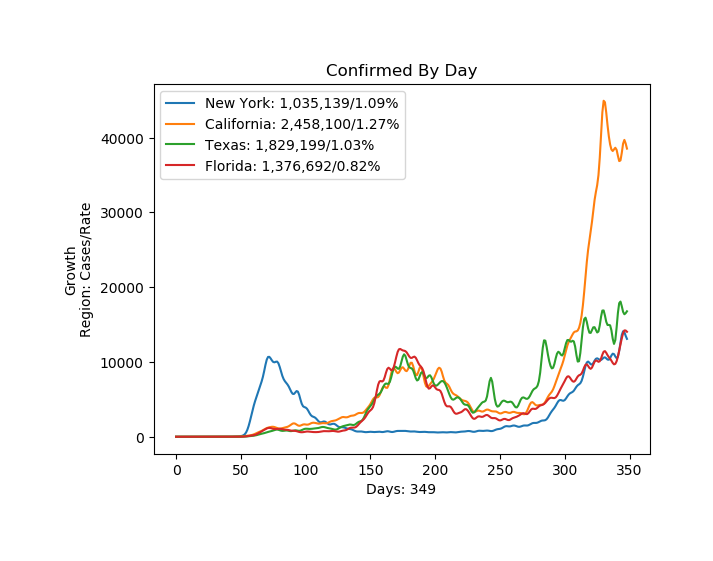 Confirmed By Day
New York: 1,035,139/1.09%
California: 2,458,100/1.27%
Texas: 1,829,199/1.03%
Florida: 1,376,692/0.82%
Growth
Region: Cases/Rate
40000
30000
20000
10000
0
0 50 100 150 200 250 300 350
Days: 349